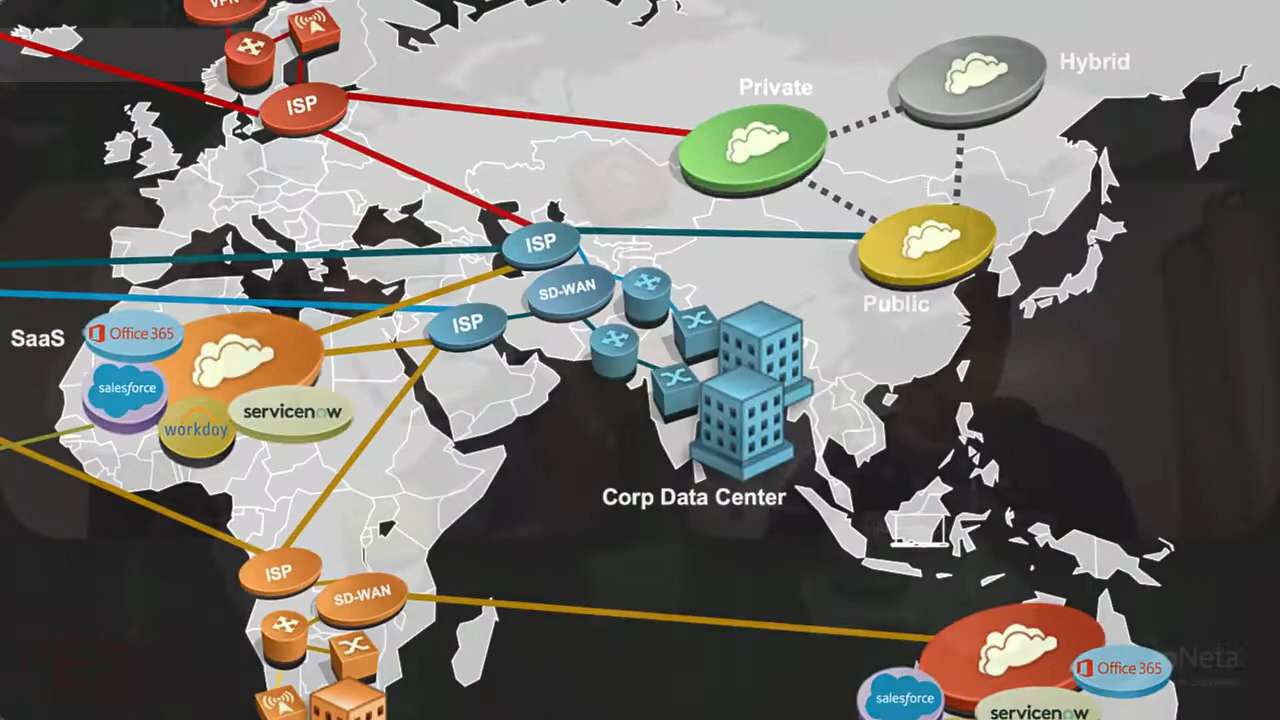 VPN
ISP
Private
Hybrid
ISP
SD-WAN
Public
ISP
SaaS
Office 365
salesforce
servicenow
workday
Corp Data Center
ISP
SD-WAN
Office 365
salesforce
servicenow